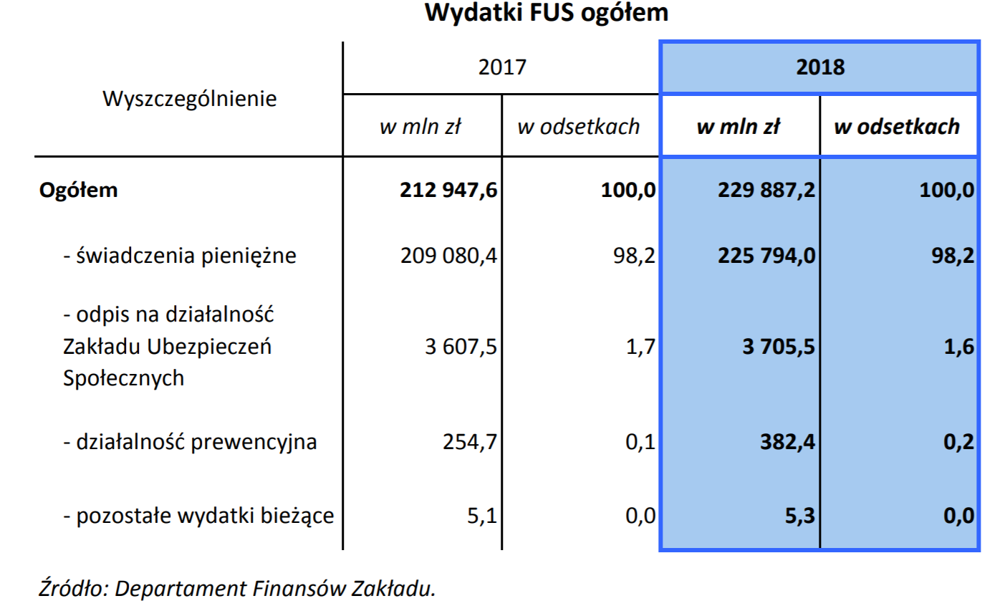 Wydatki FUS ogółem
Wyszczególnienie 2017 2018
w mln zł w odsetkach w mln zł w odsetkach
Ogółem 212 947,6 100,0 229 887,2 100,0
- świadczenia pieniężne 209 080,4 98,2 225 794,0 98,2
- odpis na działalność
Zakładu Ubezpieczeń 3 607,5 1,7 3 705,5 1,6
Społecznych
- działalność prewencyjna 254,7 0,1 382,4 0,2
- pozostałe wydatki bieżące 5,1 0,0 5,3 0,0
Źródło: Departament Finansów Zakładu.